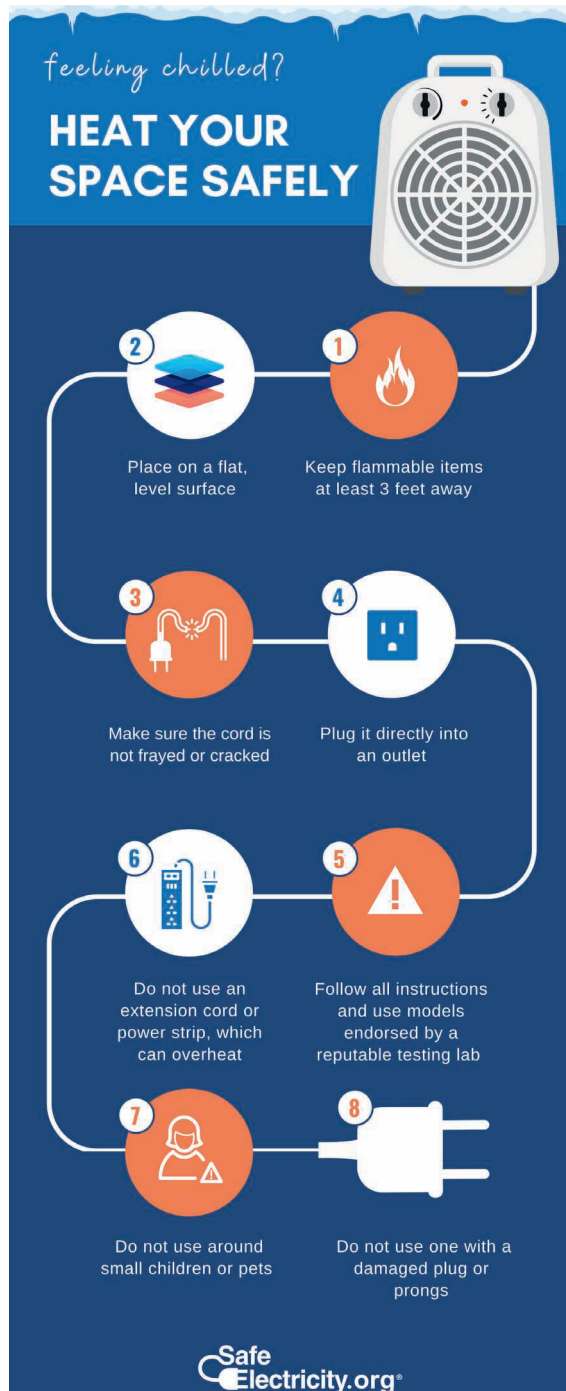 feeling chilled?
HEAT YOUR
SPACE SAFELY
1
Keep flammable items
at least 3 feet away
2
Place on a flat,
level surface
3
Make sure the cord is
not frayed or cracked
4
Plug it directly into
an outlet
5
Follow all instructions
and use models
endorsed by a
reputable testing lab
6
Do not use an
extension cord or
power strip, which
can overheat
7
Do not use around
small children or pets
8
Do not use one with a
damaged plug or
prongs
Safe
Electricity.org®